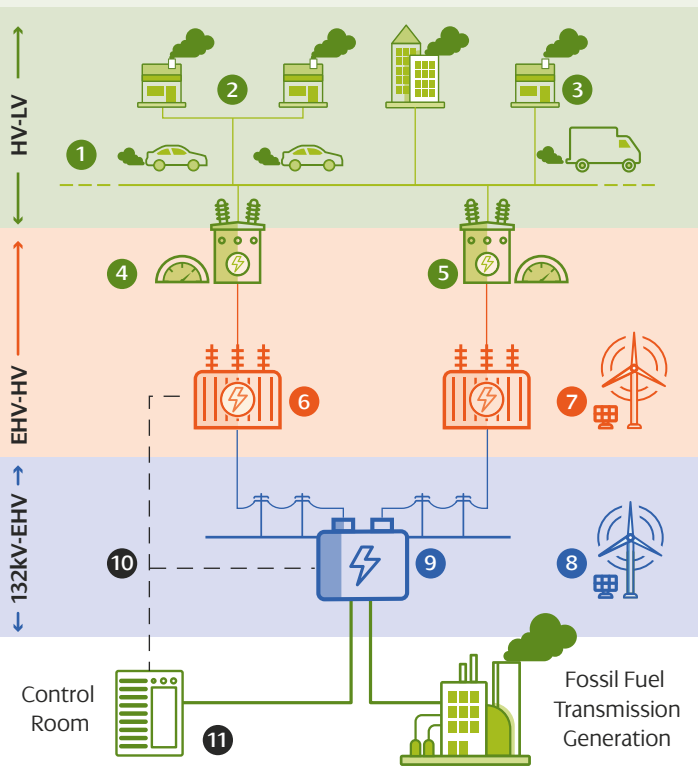 HV-LV
2
3
1
4
5
EHV-HV
6
7
132kV-EHV
10
9
8
Control
Room
11
Fossil Fuel
Transmission
Generation